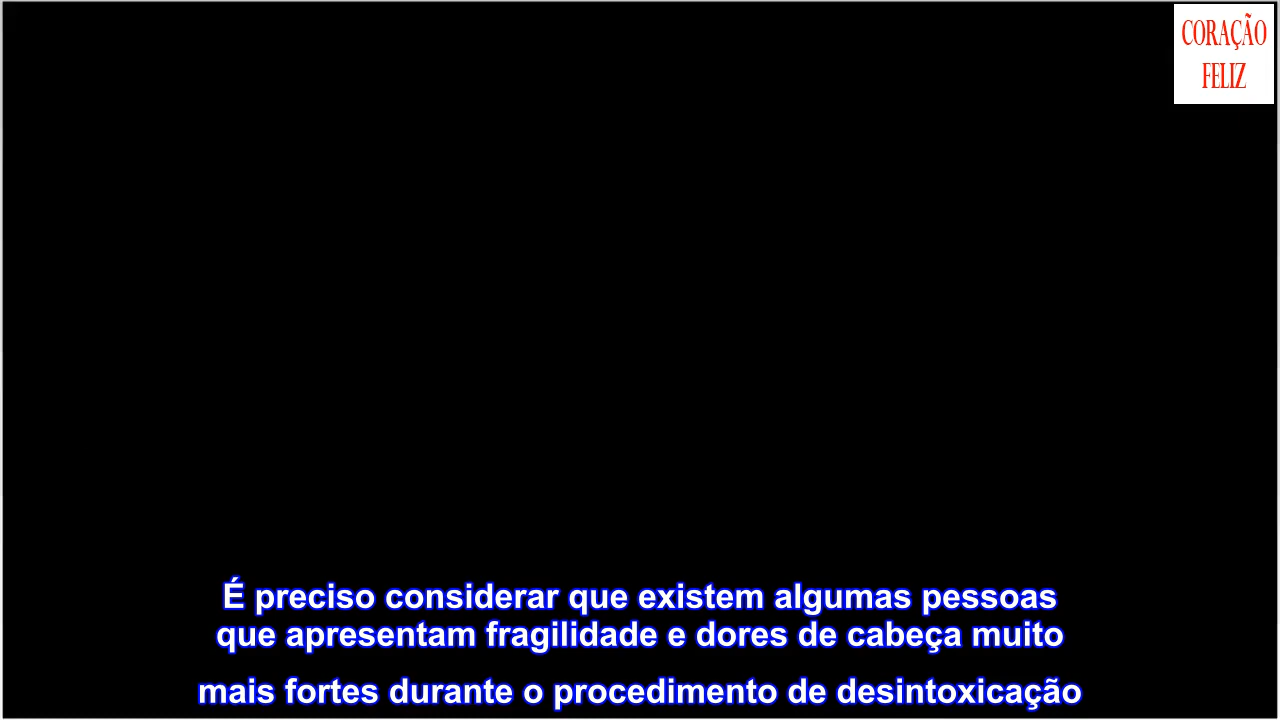 CORAÇÃO
FELIZ
É preciso considerar que existem algumas pessoas
que apresentam fragilidade e dores de cabeça muito
mais fortes durante o procedimento de desintoxicação